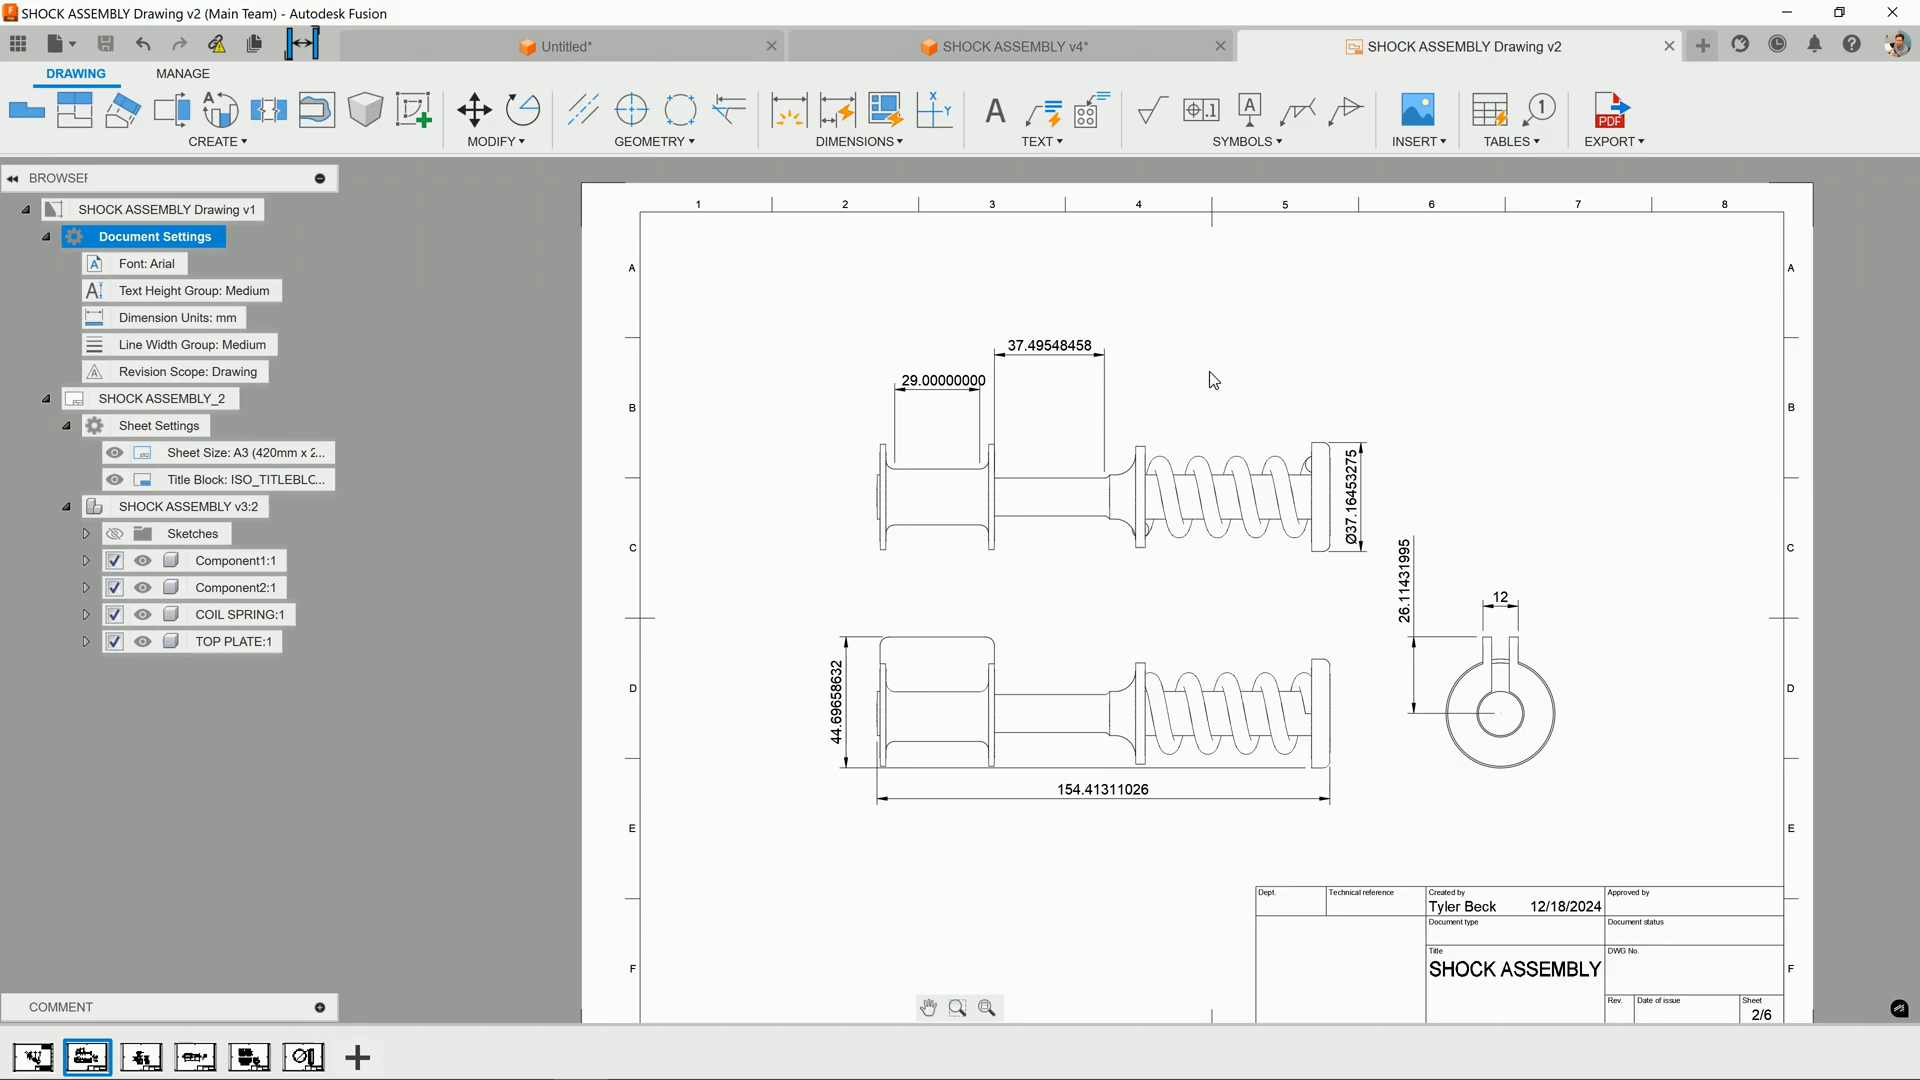 SHOCK ASSEMBLY Drawing v2 (Main Team) - Autodesk Fusion
Untitled*
SHOCK ASSEMBLY v4*
SHOCK ASSEMBLY Drawing v2
DRAWING
MANAGE
CREATE
MODIFY
GEOMETRY
DIMENSIONS
TEXT
SYMBOLS
INSERT
TABLES
EXPORT
PDF
BROWSER
SHOCK ASSEMBLY Drawing v1
Document Settings
Font: Arial
Text Height Group: Medium
Dimension Units: mm
Line Width Group: Medium
Revision Scope: Drawing
SHOCK ASSEMBLY_2
Sheet Settings
Sheet Size: A3 (420mm x 2...
Title Block: ISO_TITLEBLC...
SHOCK ASSEMBLY v3:2
Sketches
Component1:1
Component2:1
COIL SPRING:1
TOP PLATE:1
COMMENT
1 2 3 4 5 6 7 8
A A
B B
C C
D D
E E
F F
37.49548458
29.00000000
Ø37.16453275
26.11431995
12
44.69658632
154.41311026
Dept.
Technical reference
Created by
Approved by
Tyler Beck 12/18/2024
Document type
Document status
Title
DWG No.
SHOCK ASSEMBLY
Rev.
Date of issue
Sheet
2/6